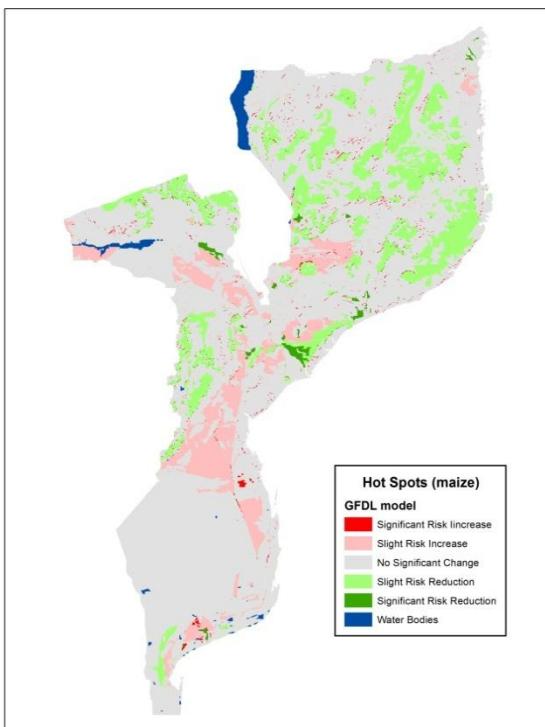 Hot Spots (maize)
GFDL model
Significant Risk Iincrease
Slight Risk Increase
No Significant Change
Slight Risk Reduction
Significant Risk Reduction
Water Bodies